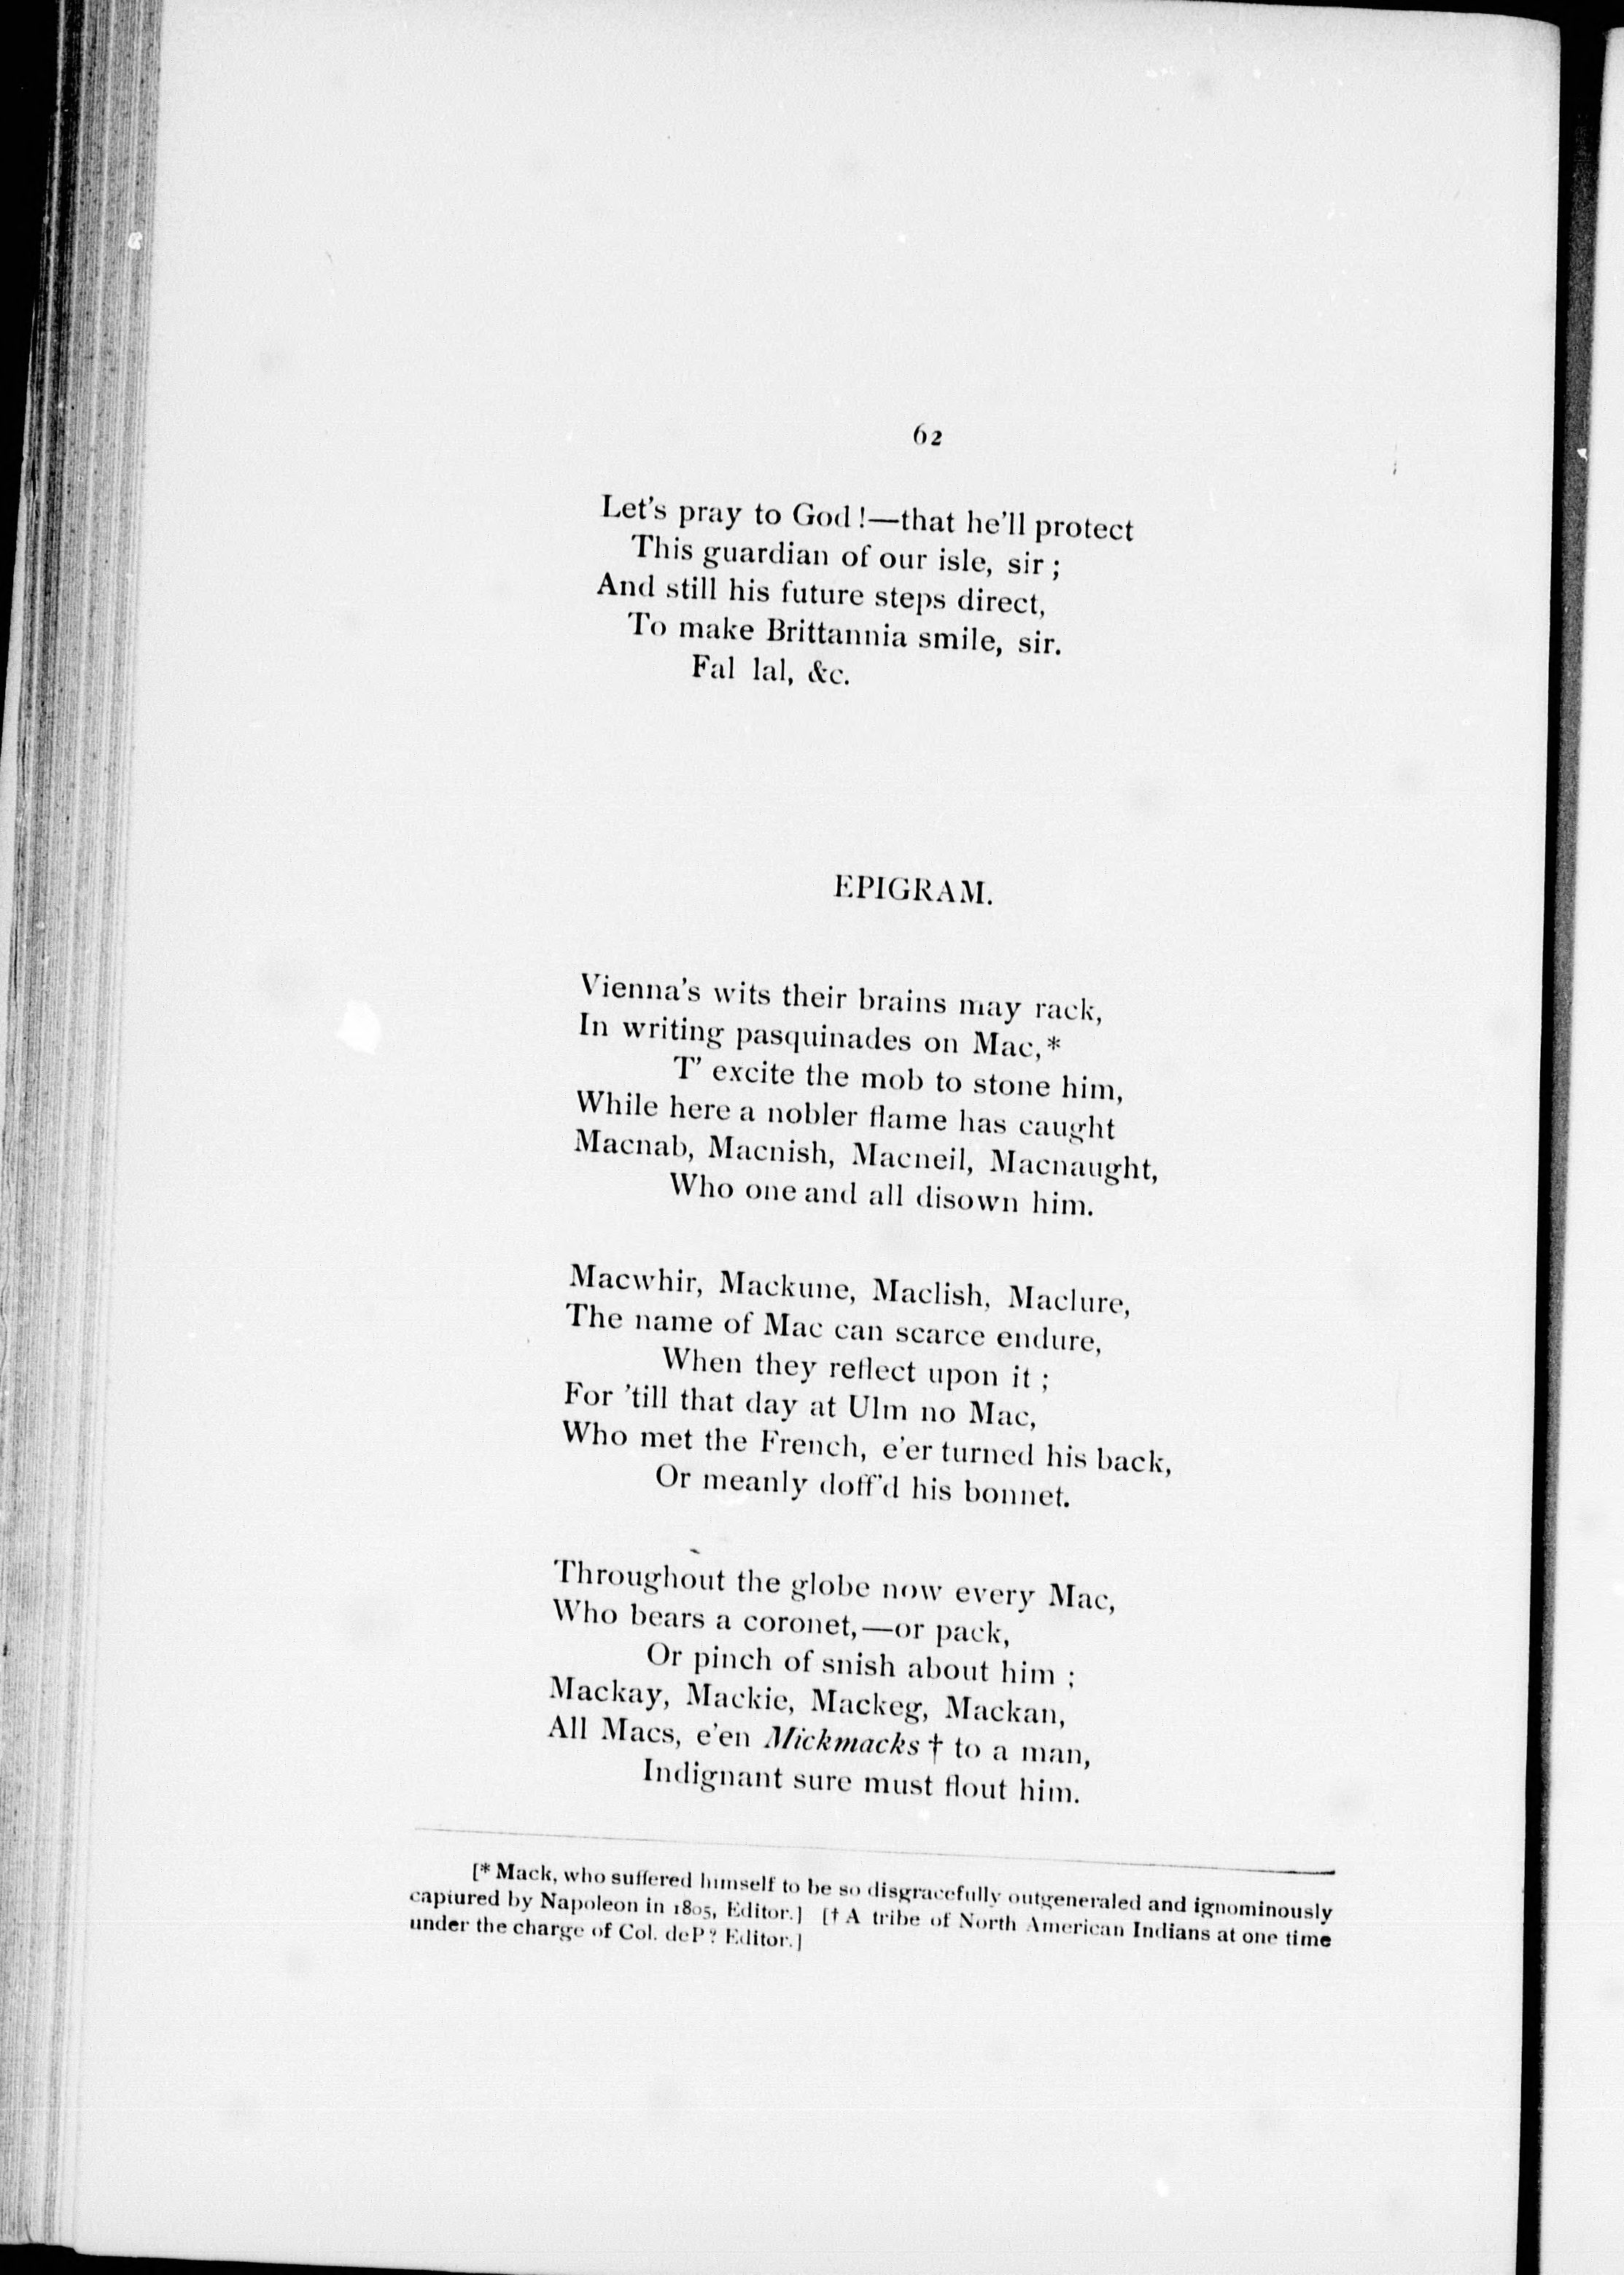 62
Let's pray to God!—that he'll protect
This guardian of our isle, sir;
And still his future steps direct,
To make Brittannia smile, sir.
Fal lal, &c.
EPIGRAM.
Vienna's wits their brains may rack,
In writing pasquinades on Mac,*
T' excite the mob to stone him,
While here a nobler flame has caught
Macnab, Macnish, Macneil, Macnaught,
Who one and all disown him.
Macwhir, Mackune, Maclish, Maclure,
The name of Mac can scarce endure,
When they reflect upon it;
For 'till that day at Ulm no Mac,
Who met the French, e'er turned his back,
Or meanly doff'd his bonnet.
Throughout the globe now every Mac,
Who bears a coronet,—or pack,
Or pinch of snish about him;
Mackay, Mackie, Mackeg, Mackan,
All Macs, e'en Mickmacks † to a man,
Indignant sure must flout him.
[* Mack, who suffered himself to be so disgracefully outgeneraled and ignominously
captured by Napoleon in 1805, Editor.] [† A tribe of North American Indians at one time
under the charge of Col. deP? Editor.]